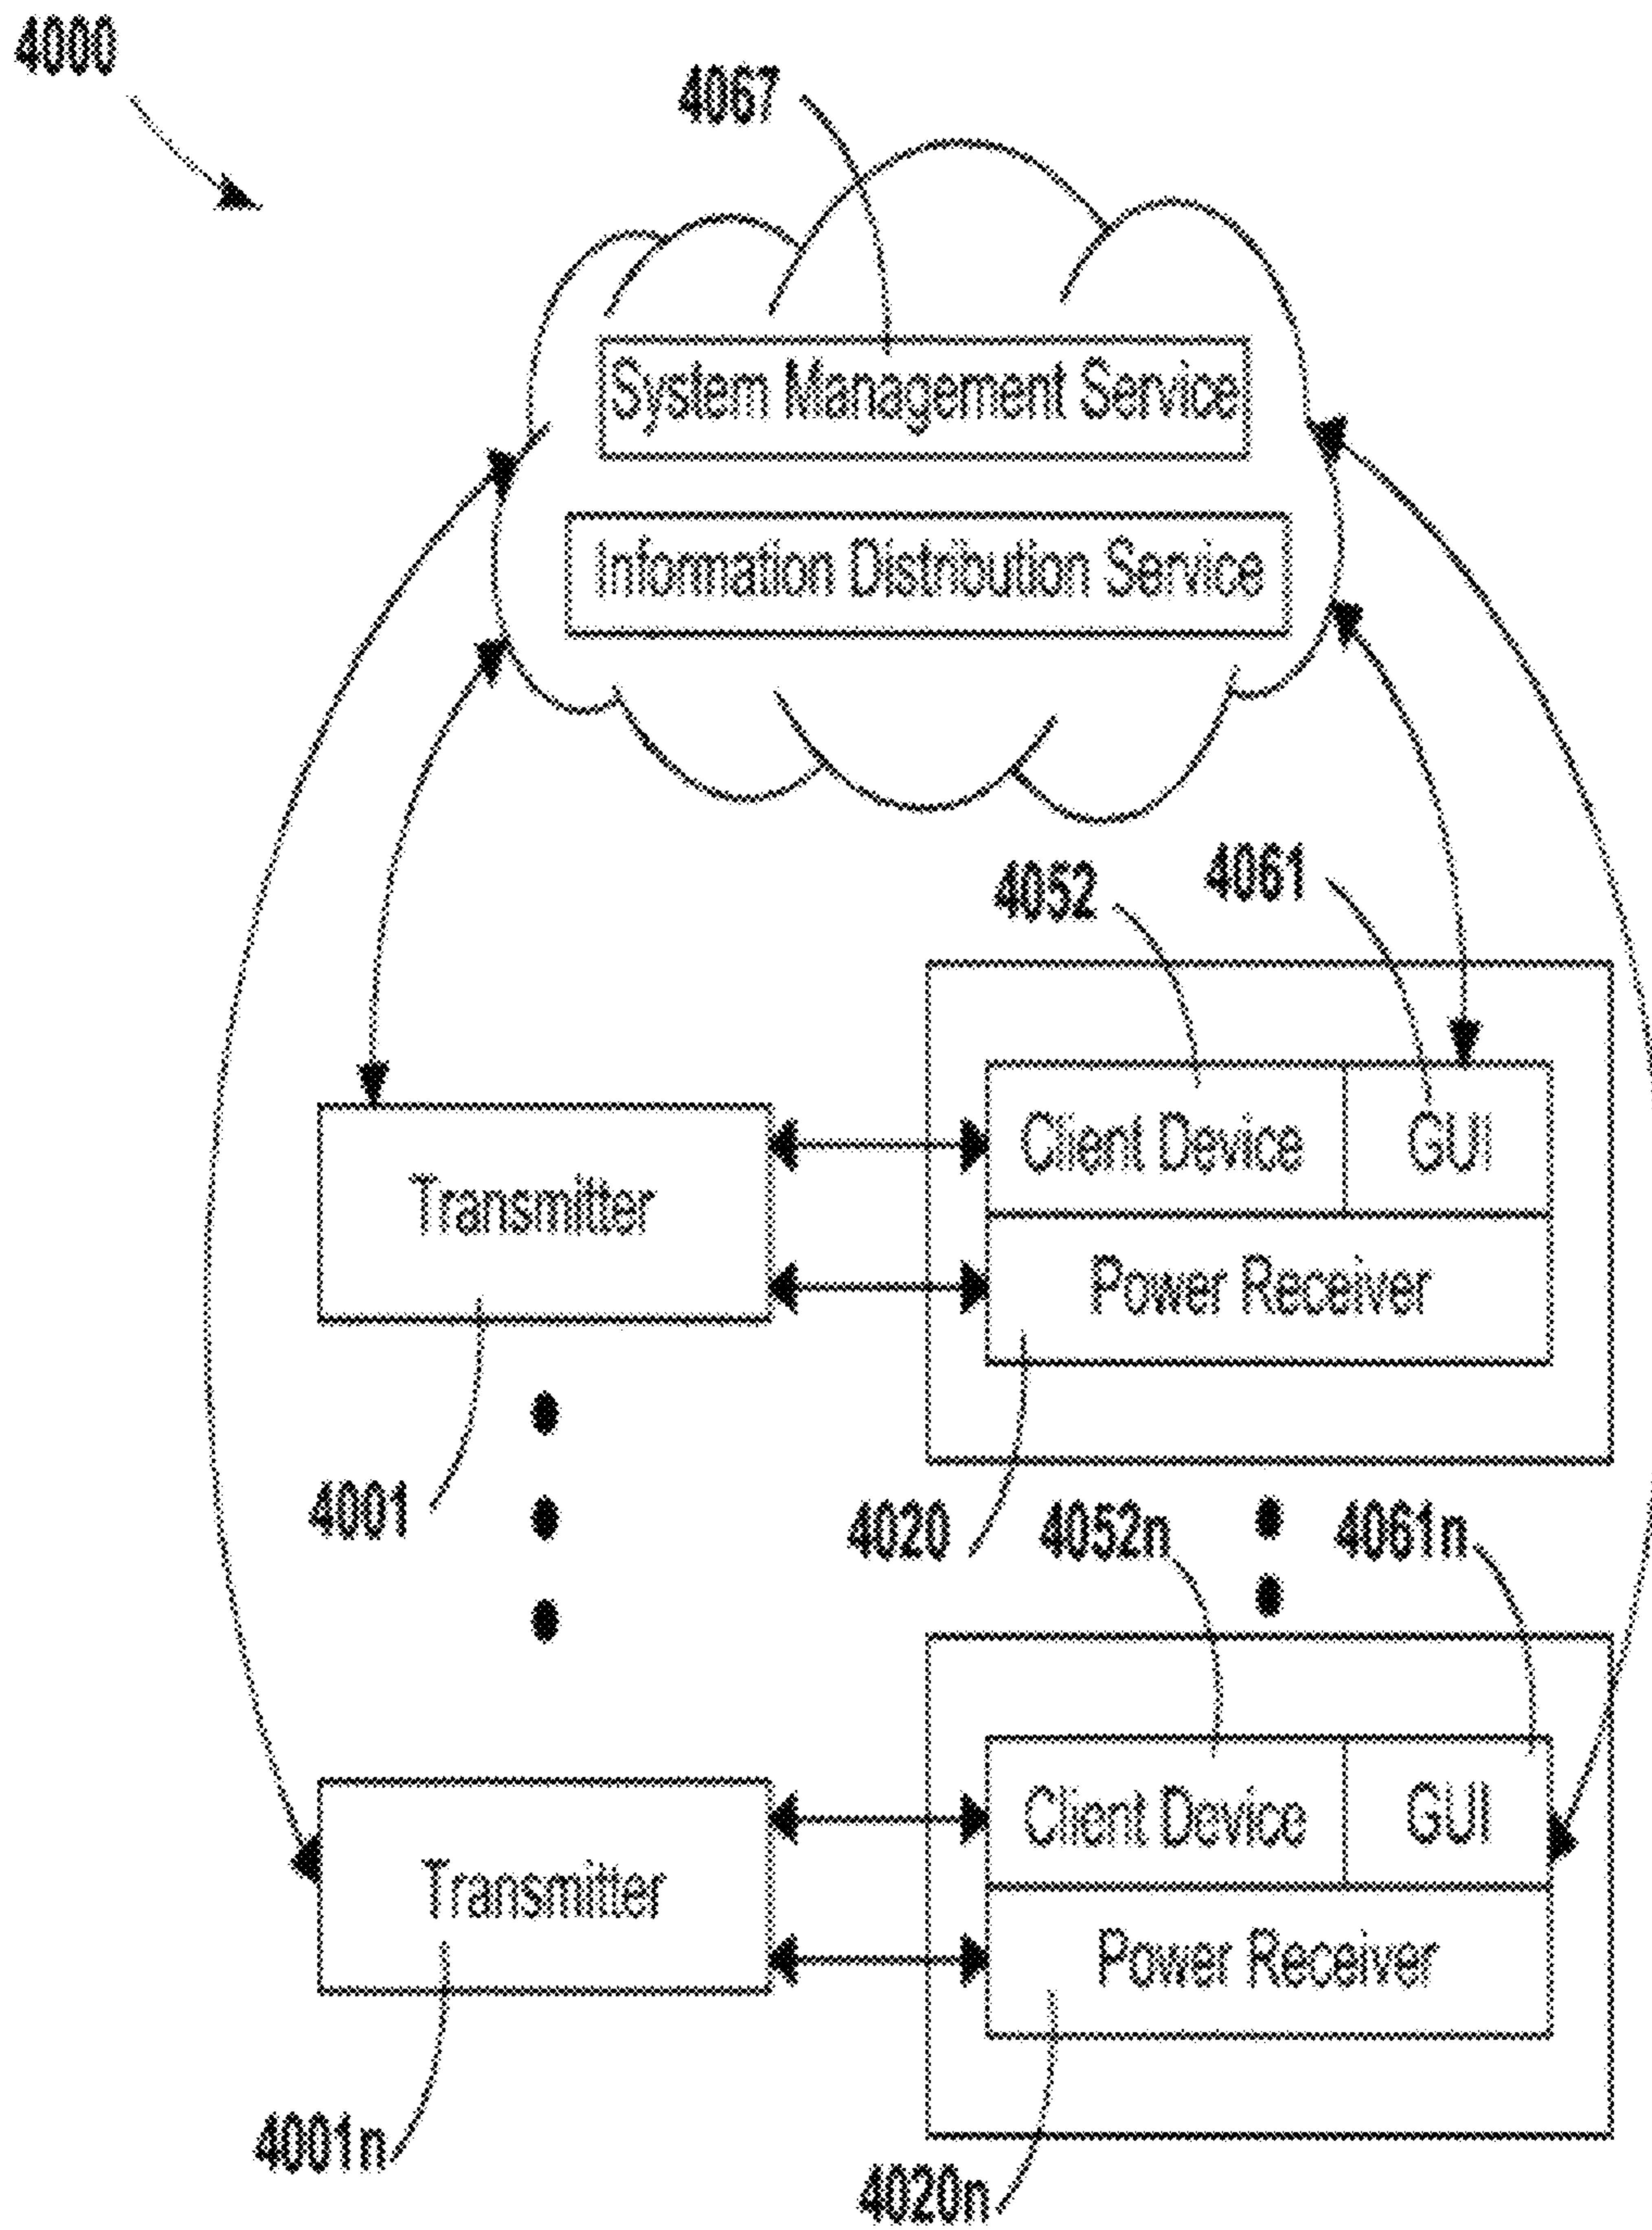 4000
4067
System Management Service
Information Distribution Service
4052
4061
Client Device
GUI
Transmitter
Power Receiver
4001
4020
4052n
4061n
Client Device
GUI
Transmitter
Power Receiver
4001n
4020n